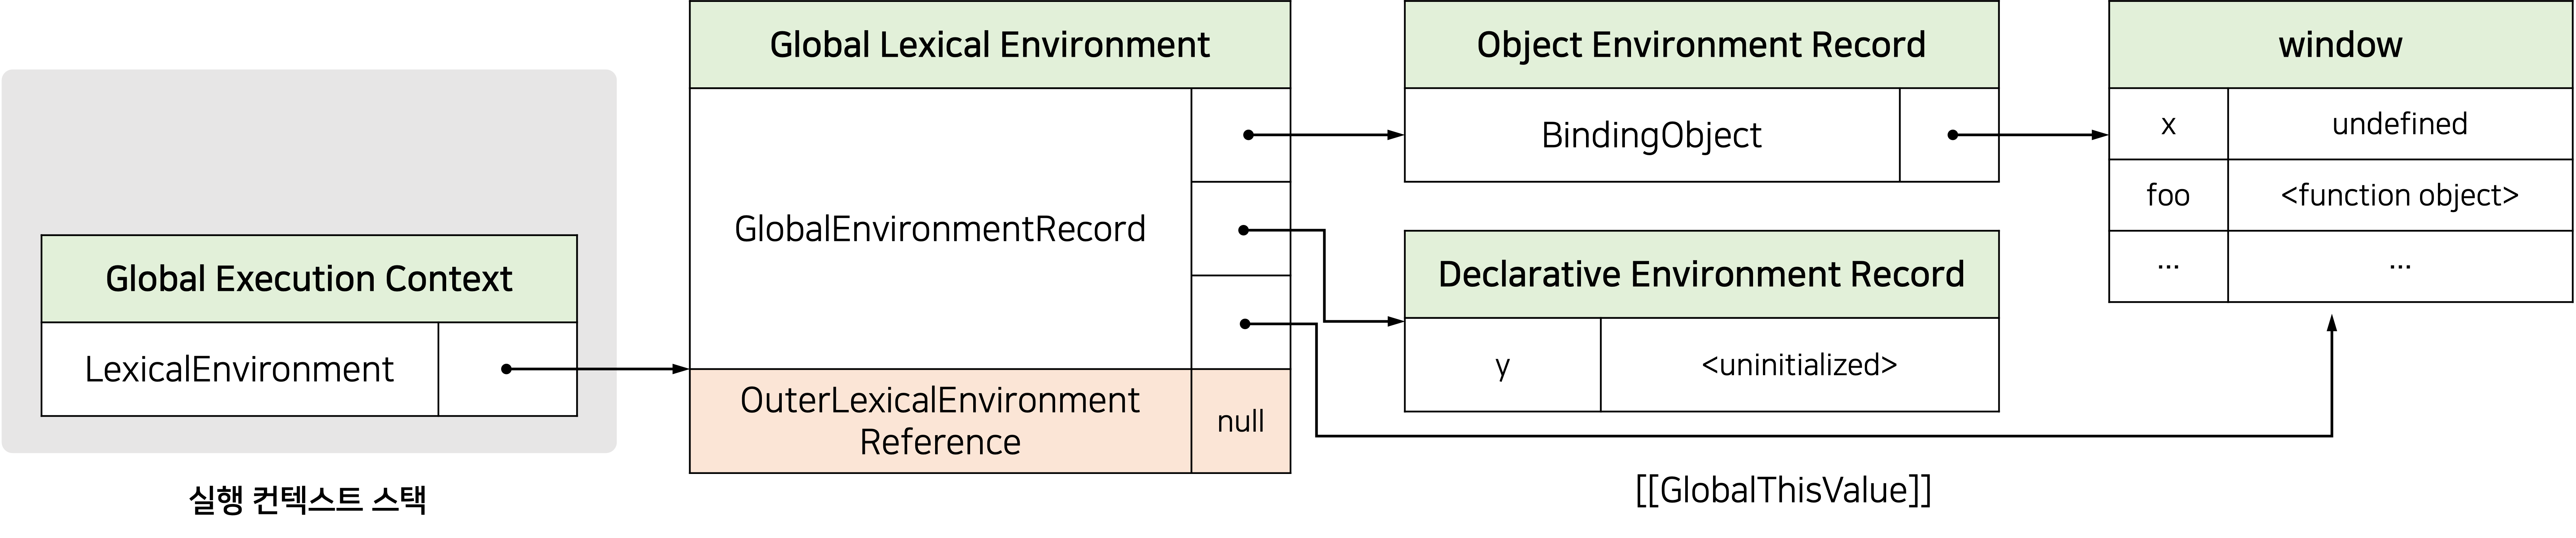 Global Execution Context
LexicalEnvironment
실행 컨텍스트 스택
Global Lexical Environment
GlobalEnvironmentRecord
OuterLexicalEnvironment
Reference
null
Object Environment Record
BindingObject
Declarative Environment Record
y <uninitialized>
[[GlobalThisValue]]
window
x undefined
foo <function object>
... ...